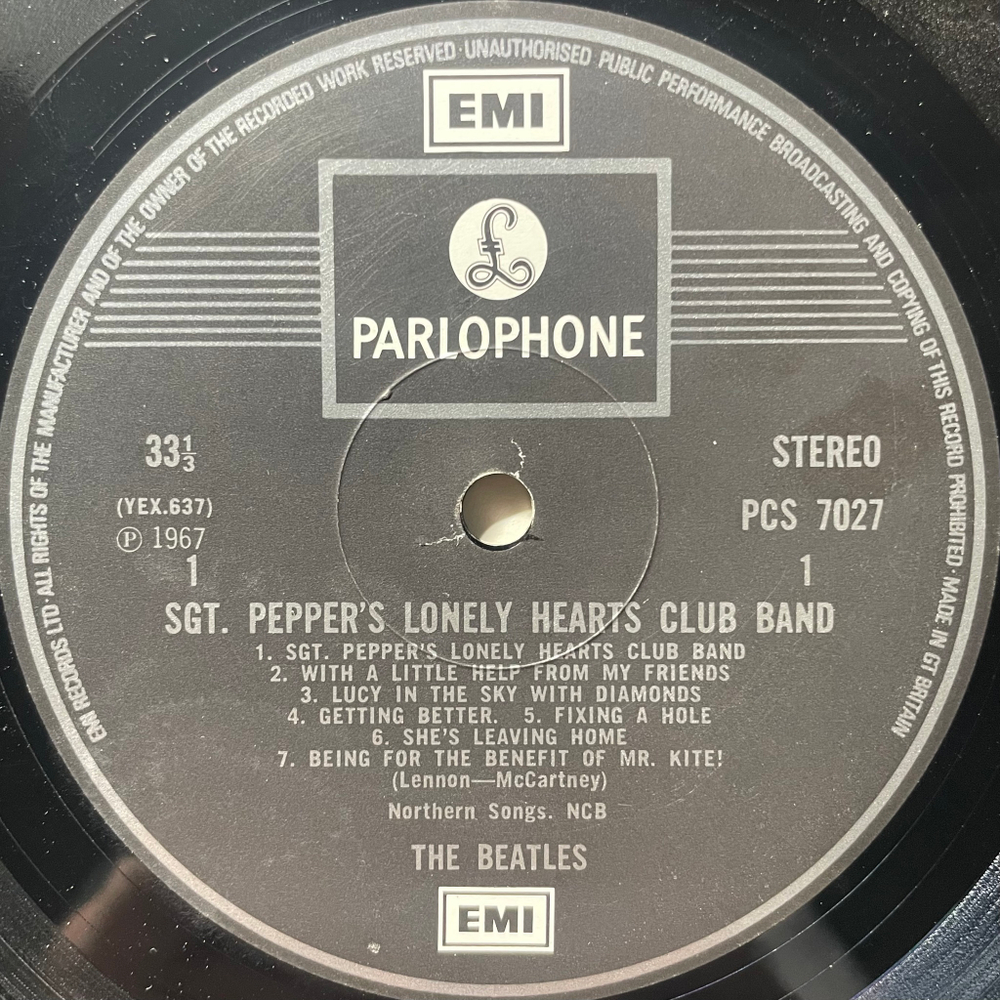 EMI RECORDS LTD · ALL RIGHTS OF THE MANUFACTURER AND OF THE OWNER OF THE RECORDED WORK RESERVED · UNAUTHORISED PUBLIC PERFORMANCE BROADCASTING AND COPYING OF THIS RECORD PROHIBITED · MADE IN GT BRITAIN
EMI
£
PARLOPHONE
33⅓
STEREO
(YEX.637)
PCS 7027
℗ 1967
1
1
SGT. PEPPER'S LONELY HEARTS CLUB BAND
1. SGT. PEPPER'S LONELY HEARTS CLUB BAND
2. WITH A LITTLE HELP FROM MY FRIENDS
3. LUCY IN THE SKY WITH DIAMONDS
4. GETTING BETTER. 5. FIXING A HOLE
6. SHE'S LEAVING HOME
7. BEING FOR THE BENEFIT OF MR. KITE!
(Lennon—McCartney)
Northern Songs. NCB
THE BEATLES
EMI